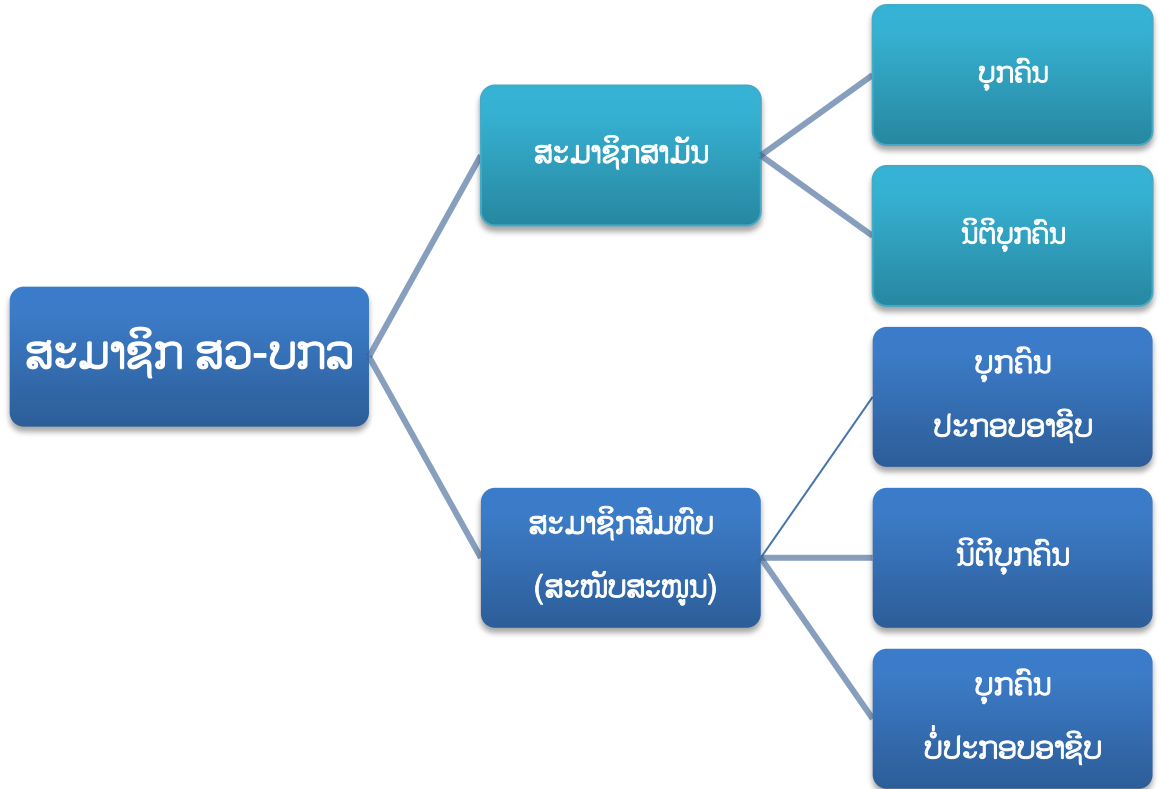 ສະມາຊິກ ສວ-ບກລ
ສະມາຊິກສາມັນ
ບຸກຄົນ
ນິຕິບຸກຄົນ
ສະມາຊິກສົມທົບ
(ສະໜັບສະໜູນ)
ບຸກຄົນ
ປະກອບອາຊີບ
ນິຕິບຸກຄົນ
ບຸກຄົນ
ບໍ່ປະກອບອາຊີບ